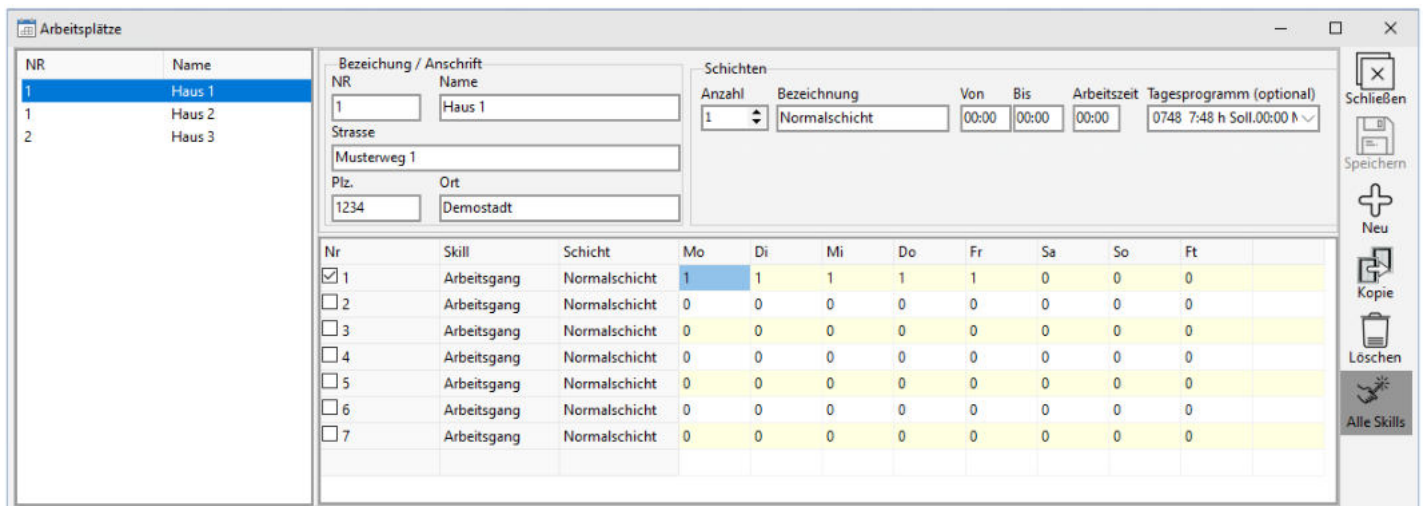 Arbeitsplätze
NR Name
1 Haus 1
1 Haus 2
2 Haus 3
Bezeichung / Anschrift
NR Name
1 Haus 1
Strasse
Musterweg 1
Plz. Ort
1234 Demostadt
Schichten
Anzahl Bezeichnung Von Bis Arbeitszeit Tagesprogramm (optional)
1 Normalschicht 00:00 00:00 00:00 0748 7:48 h Soll.00:00
Nr Skill Schicht Mo Di Mi Do Fr Sa So Ft
1 Arbeitsgang Normalschicht 1 1 1 1 1 0 0 0
2 Arbeitsgang Normalschicht 0 0 0 0 0 0 0 0
3 Arbeitsgang Normalschicht 0 0 0 0 0 0 0 0
4 Arbeitsgang Normalschicht 0 0 0 0 0 0 0 0
5 Arbeitsgang Normalschicht 0 0 0 0 0 0 0 0
6 Arbeitsgang Normalschicht 0 0 0 0 0 0 0 0
7 Arbeitsgang Normalschicht 0 0 0 0 0 0 0 0
Schließen
Speichern
Neu
Kopie
Löschen
Alle Skills